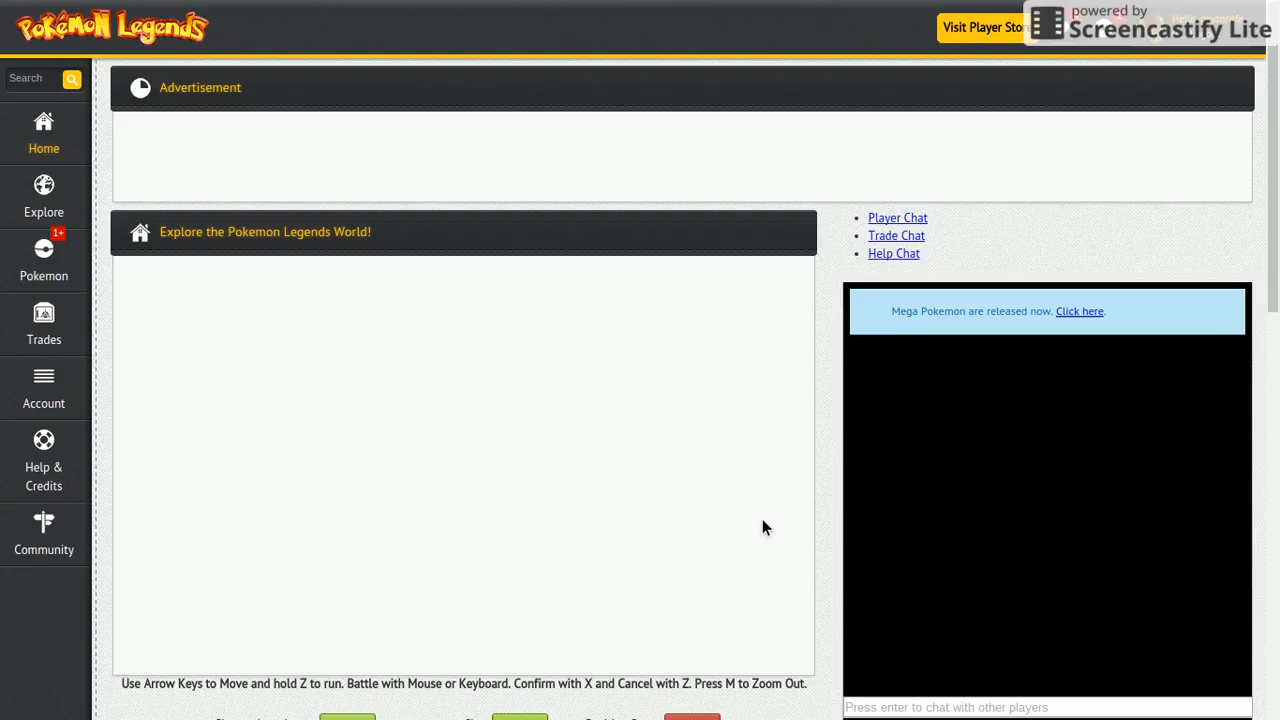 Pokémon Legends
Visit Player Store
powered by
Screencastify Lite
Search
Home
Explore
1+
Pokemon
Trades
Account
Help &
Credits
Community
Advertisement
Explore the Pokemon Legends World!
Player Chat
Trade Chat
Help Chat
Mega Pokemon are released now. Click here.
Use Arrow Keys to Move and hold Z to run. Battle with Mouse or Keyboard. Confirm with X and Cancel with Z. Press M to Zoom Out.
Press enter to chat with other players